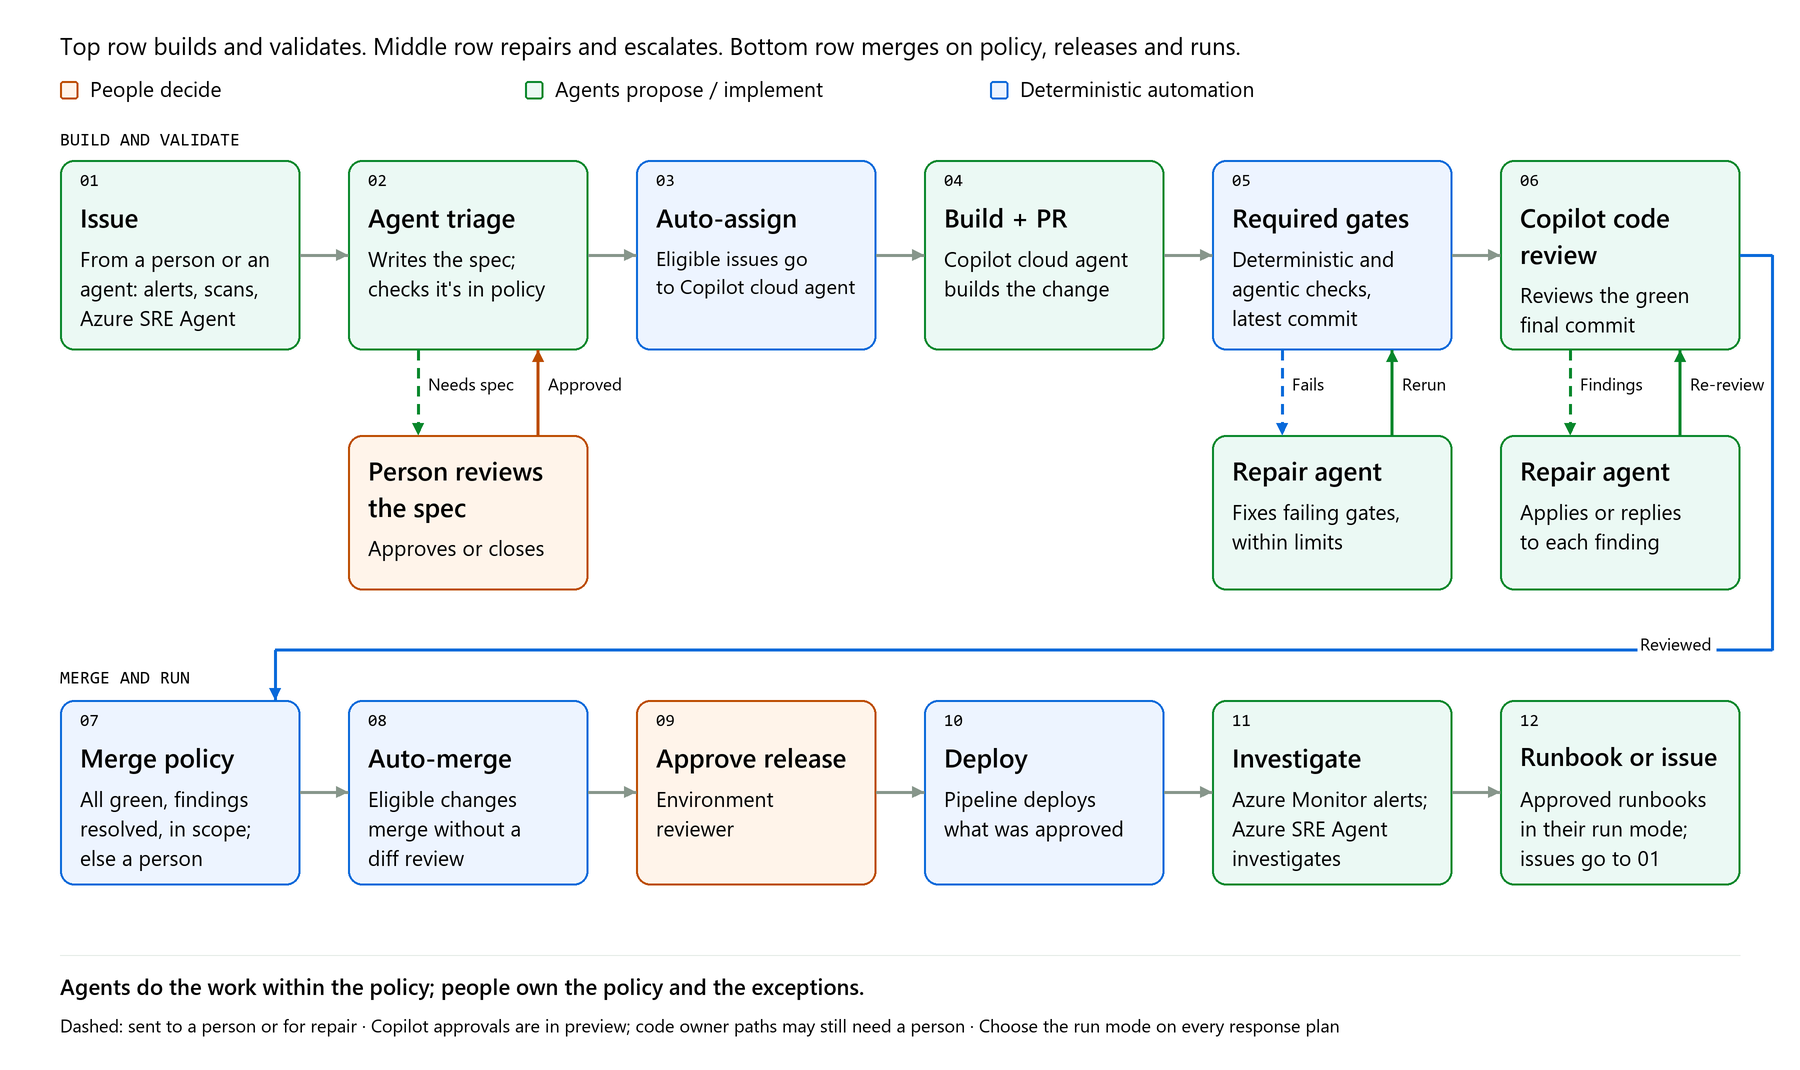 Top row builds and validates. Middle row repairs and escalates. Bottom row merges on policy, releases and runs.
People decide
Agents propose / implement
Deterministic automation
BUILD AND VALIDATE
01
Issue
From a person or an
agent: alerts, scans,
Azure SRE Agent
02
Agent triage
Writes the spec;
checks it's in policy
03
Auto-assign
Eligible issues go
to Copilot cloud agent
04
Build + PR
Copilot cloud agent
builds the change
05
Required gates
Deterministic and
agentic checks,
latest commit
06
Copilot code
review
Reviews the green
final commit
Needs spec
Approved
Fails
Rerun
Findings
Re-review
Person reviews
the spec
Approves or closes
Repair agent
Fixes failing gates,
within limits
Repair agent
Applies or replies
to each finding
Reviewed
MERGE AND RUN
07
Merge policy
All green, findings
resolved, in scope;
else a person
08
Auto-merge
Eligible changes
merge without a
diff review
09
Approve release
Environment
reviewer
10
Deploy
Pipeline deploys
what was approved
11
Investigate
Azure Monitor alerts;
Azure SRE Agent
investigates
12
Runbook or issue
Approved runbooks
in their run mode;
issues go to 01
Agents do the work within the policy; people own the policy and the exceptions.
Dashed: sent to a person or for repair · Copilot approvals are in preview; code owner paths may still need a person · Choose the run mode on every response plan